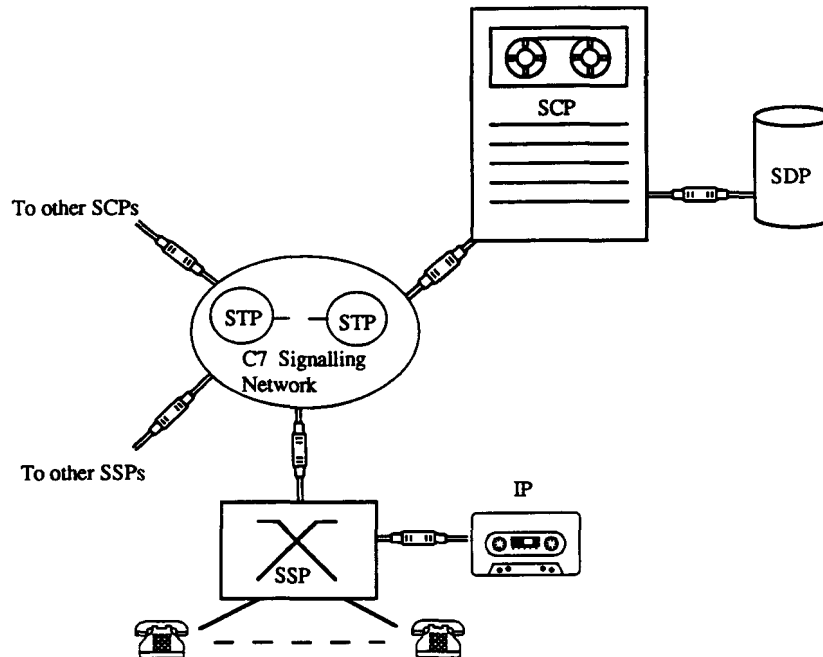 SCP
SDP
To other SCPs
STP
STP
C7 Signalling
Network
To other SSPs
IP
SSP